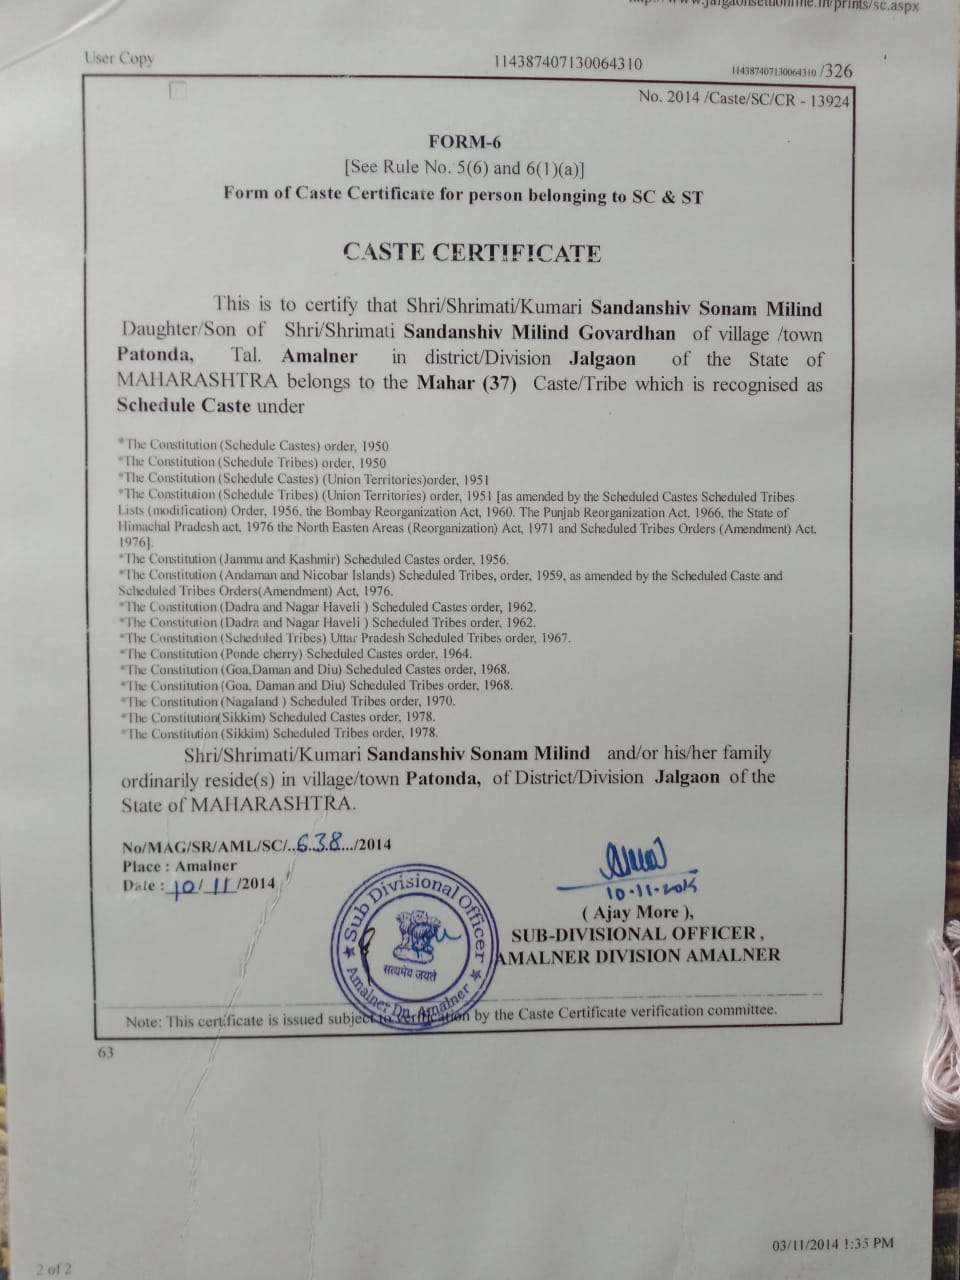 jalgaonsetuonline.in/prints/sc.aspx
User Copy
114387407130064310
114387407130064310 /326
No. 2014 /Caste/SC/CR - 13924
FORM-6
[See Rule No. 5(6) and 6(1)(a)]
Form of Caste Certificate for person belonging to SC & ST
CASTE CERTIFICATE
This is to certify that Shri/Shrimati/Kumari Sandanshiv Sonam Milind
Daughter/Son of Shri/Shrimati Sandanshiv Milind Govardhan of village /town
Patonda, Tal. Amalner in district/Division Jalgaon of the State of
MAHARASHTRA belongs to the Mahar (37) Caste/Tribe which is recognised as
Schedule Caste under
*The Constitution (Schedule Castes) order, 1950
*The Constitution (Schedule Tribes) order, 1950
*The Constitution (Schedule Castes) (Union Territories)order, 1951
*The Constitution (Schedule Tribes) (Union Territories) order, 1951 [as amended by the Scheduled Castes Scheduled Tribes
Lists (modification) Order, 1956, the Bombay Reorganization Act, 1960. The Punjab Reorganization Act, 1966, the State of
Himachal Pradesh act, 1976 the North Easten Areas (Reorganization) Act, 1971 and Scheduled Tribes Orders (Amendment) Act,
1976].
*The Constitution (Jammu and Kashmir) Scheduled Castes order, 1956.
*The Constitution (Andaman and Nicobar Islands) Scheduled Tribes, order, 1959, as amended by the Scheduled Caste and
Scheduled Tribes Orders(Amendment) Act, 1976.
*The Constitution (Dadra and Nagar Haveli ) Scheduled Castes order, 1962.
*The Constitution (Dadra and Nagar Haveli ) Scheduled Tribes order, 1962.
*The Constitution (Scheduled Tribes) Uttar Pradesh Scheduled Tribes order, 1967.
*The Constitution (Ponde cherry) Scheduled Castes order, 1964.
*The Constitution (Goa,Daman and Diu) Scheduled Castes order, 1968.
*The Constitution (Goa, Daman and Diu) Scheduled Tribes order, 1968.
*The Constitution (Nagaland ) Scheduled Tribes order, 1970.
*The Constitution(Sikkim) Scheduled Castes order, 1978.
*The Constitution (Sikkim) Scheduled Tribes order, 1978.
Shri/Shrimati/Kumari Sandanshiv Sonam Milind and/or his/her family
ordinarily reside(s) in village/town Patonda, of District/Division Jalgaon of the
State of MAHARASHTRA.
No/MAG/SR/AML/SC/..638.../2014
Place : Amalner
Date : 10/11/2014
10-11-2014
( Ajay More ),
SUB-DIVISIONAL OFFICER,
AMALNER DIVISION AMALNER
Sub Divisional Officer
सत्यमेव जयते
Amalner Dn. Amalner
Note: This certificate is issued subject to verification by the Caste Certificate verification committee.
63
03/11/2014 1:35 PM
2 of 2